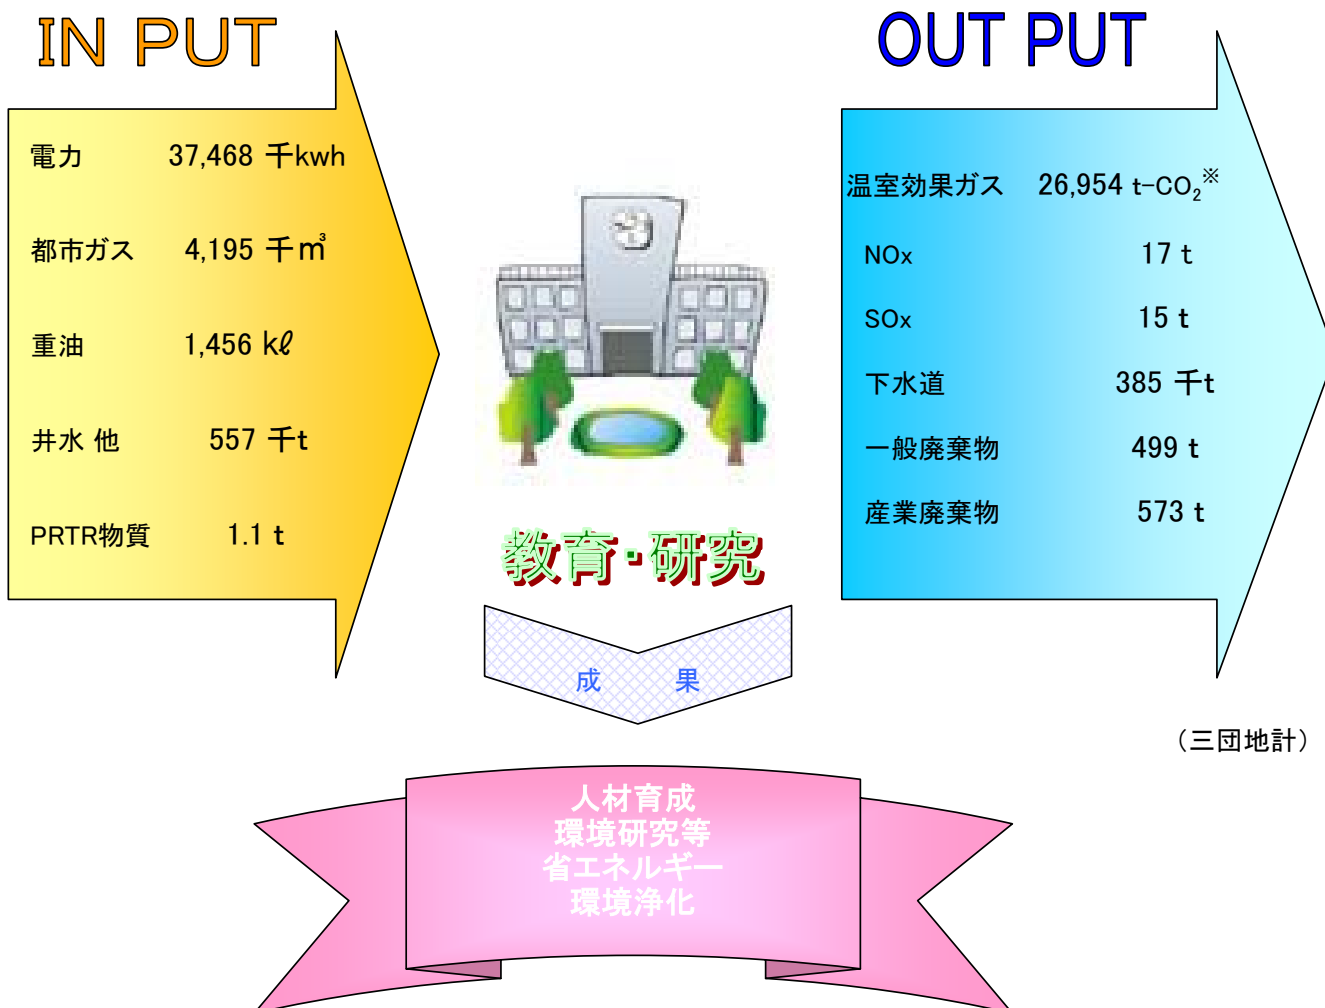 IN PUT
電力 37,468 千kwh
都市ガス 4,195 千㎥
重油 1,456 kℓ
井水 他 557 千t
PRTR物質 1.1 t
教育・研究
成 果
OUT PUT
温室効果ガス 26,954 t-CO₂※
NOx 17 t
SOx 15 t
下水道 385 千t
一般廃棄物 499 t
産業廃棄物 573 t
（三団地計）
人材育成
環境研究等
省エネルギー
環境浄化